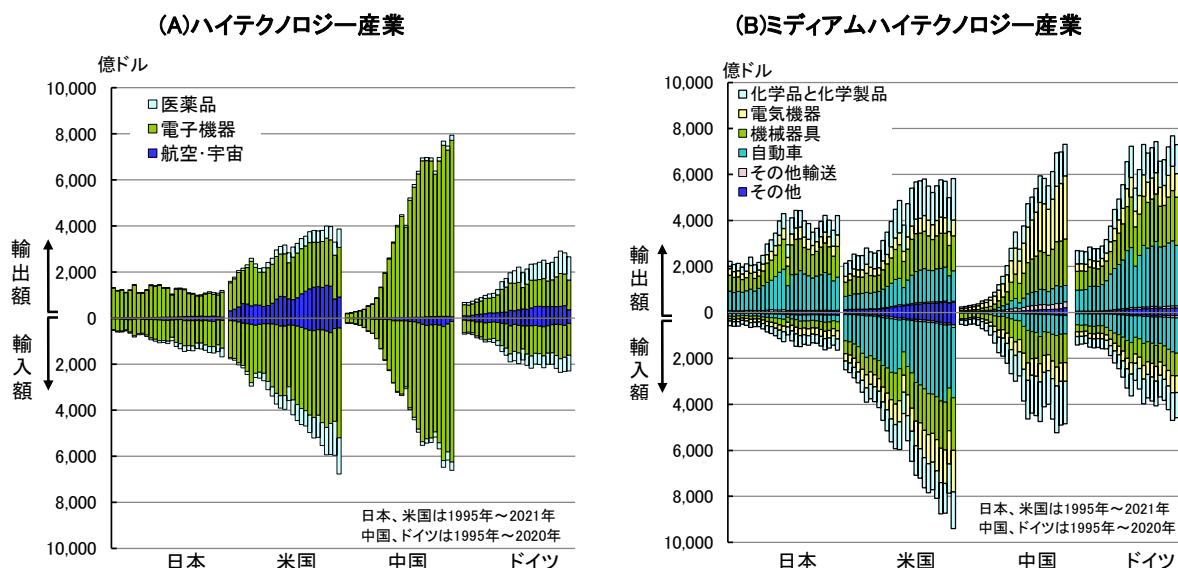 (A)ハイテクノロジー産業
億ドル
10,000
8,000
6,000
4,000
2,000
0
2,000
4,000
6,000
8,000
10,000
医薬品
電子機器
航空・宇宙
輸出額
輸入額
日本、米国は1995年～2021年
中国、ドイツは1995年～2020年
日本
米国
中国
ドイツ
(B)ミディアムハイテクノロジー産業
億ドル
10,000
8,000
6,000
4,000
2,000
0
2,000
4,000
6,000
8,000
10,000
化学品と化学製品
電気機器
機械器具
自動車
その他輸送
その他
輸出額
輸入額
日本、米国は1995年～2021年
中国、ドイツは1995年～2020年
日本
米国
中国
ドイツ